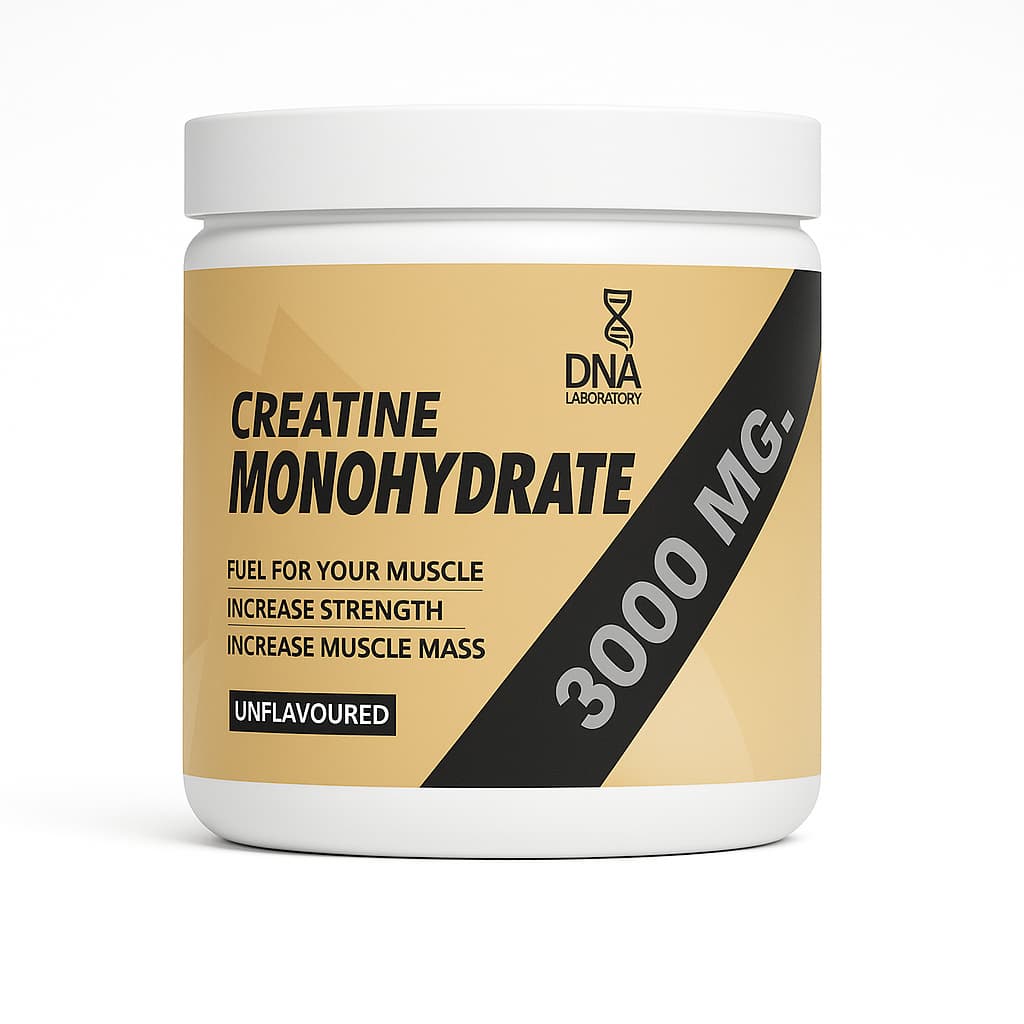 DNA
LABORATORY
CREATINE
MONOHYDRATE
FUEL FOR YOUR MUSCLE
INCREASE STRENGTH
INCREASE MUSCLE MASS
UNFLAVOURED
3000 MG.